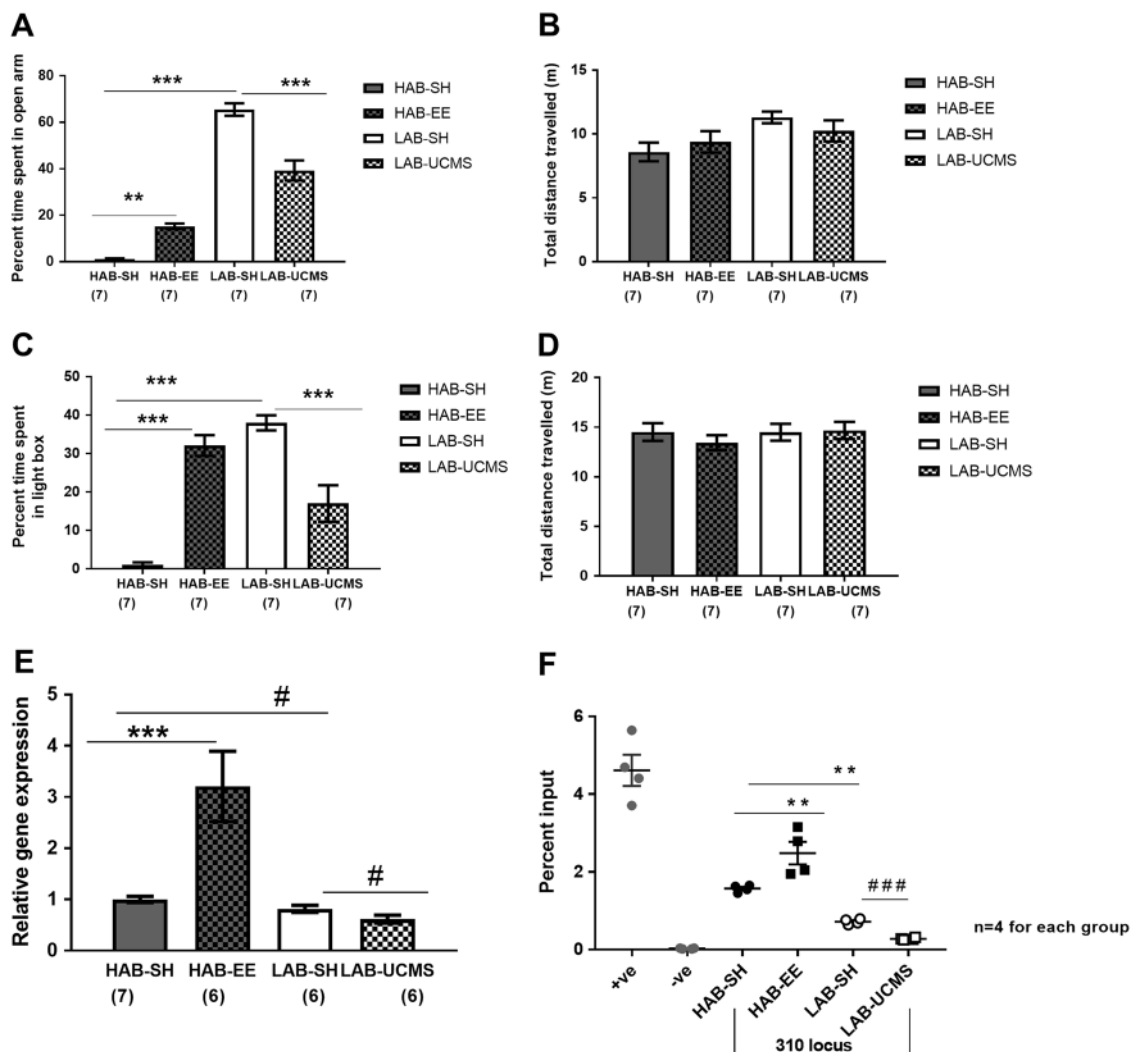 A
Percent time spent in open arm
80
60
40
20
0
***
***
**
HAB-SH
HAB-EE
LAB-SH
LAB-UCMS
(7)
(7)
(7)
(7)
HAB-SH
HAB-EE
LAB-SH
LAB-UCMS
B
Total distance travelled (m)
15
10
5
0
HAB-SH
HAB-EE
LAB-SH
LAB-UCMS
(7)
(7)
(7)
(7)
HAB-SH
HAB-EE
LAB-SH
LAB-UCMS
C
Percent time spent
in light box
50
40
30
20
10
0
***
***
***
HAB-SH
HAB-EE
LAB-SH
LAB-UCMS
(7)
(7)
(7)
(7)
HAB-SH
HAB-EE
LAB-SH
LAB-UCMS
D
Total distance travelled (m)
20
15
10
5
0
HAB-SH
HAB-EE
LAB-SH
LAB-UCMS
(7)
(7)
(7)
(7)
HAB-SH
HAB-EE
LAB-SH
LAB-UCMS
E
Relative gene expression
5
4
3
2
1
0
#
***
#
HAB-SH
HAB-EE
LAB-SH
LAB-UCMS
(7)
(6)
(6)
(6)
F
Percent input
6
4
2
0
**
**
###
+ve
-ve
HAB-SH
HAB-EE
LAB-SH
LAB-UCMS
310 locus
n=4 for each group